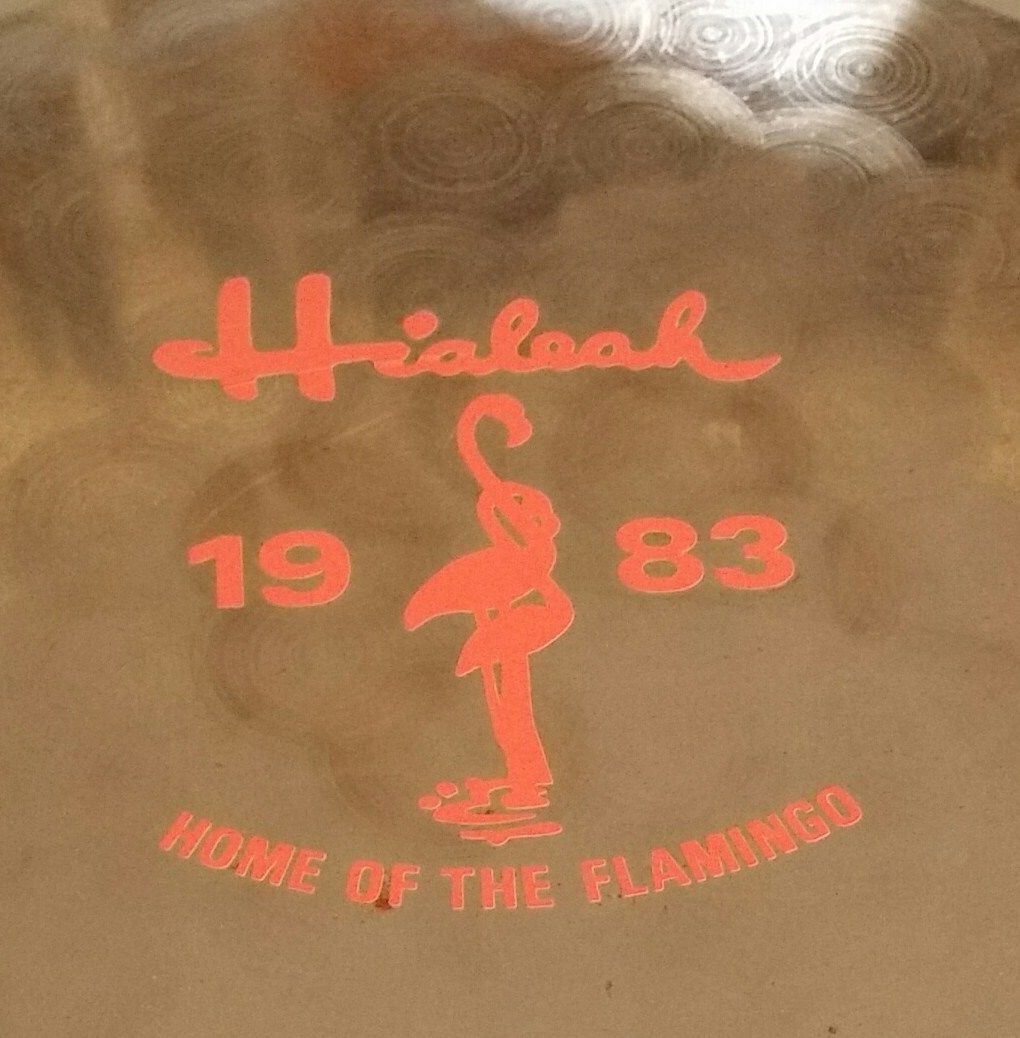 Hialeah
19 83
HOME OF THE FLAMINGO